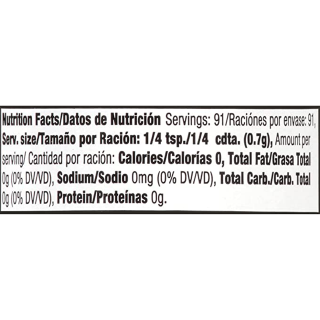 Nutrition Facts/Datos de Nutrición Servings: 91/Raciónes por envase: 91,
Serv. size/Tamaño por Ración: 1/4 tsp./1/4 cdta. (0.7g), Amount per
serving/ Cantidad por ración: Calories/Calorías 0, Total Fat/Grasa Total
0g (0% DV/VD), Sodium/Sodio 0mg (0% DV/VD), Total Carb./Carb. Total
0g (0% DV/VD), Protein/Proteínas 0g.